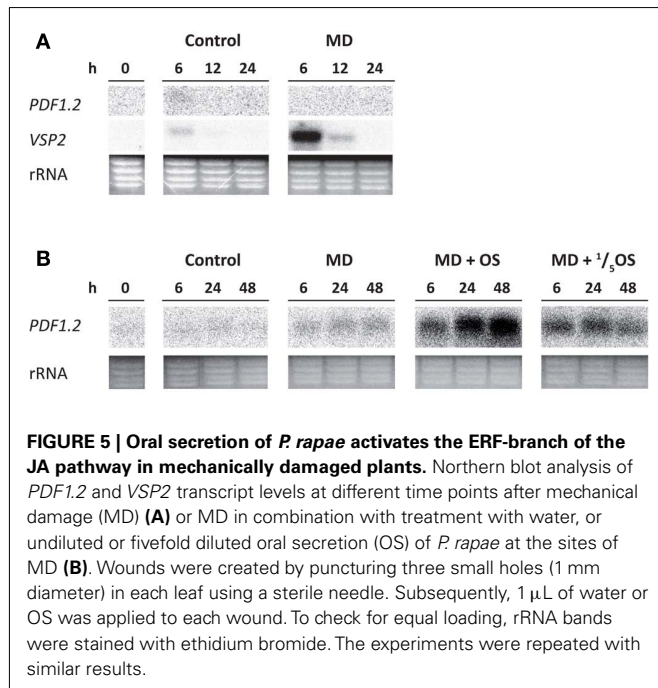 A
Control MD
h 0 6 12 24 6 12 24
PDF1.2
VSP2
rRNA
B
Control MD MD + OS MD + 1/5OS
h 0 6 24 48 6 24 48 6 24 48 6 24 48
PDF1.2
rRNA
FIGURE 5 | Oral secretion of P. rapae activates the ERF-branch of the
JA pathway in mechanically damaged plants. Northern blot analysis of
PDF1.2 and VSP2 transcript levels at different time points after mechanical
damage (MD) (A) or MD in combination with treatment with water, or
undiluted or fivefold diluted oral secretion (OS) of P. rapae at the sites of
MD (B). Wounds were created by puncturing three small holes (1 mm
diameter) in each leaf using a sterile needle. Subsequently, 1 μL of water or
OS was applied to each wound. To check for equal loading, rRNA bands
were stained with ethidium bromide. The experiments were repeated with
similar results.